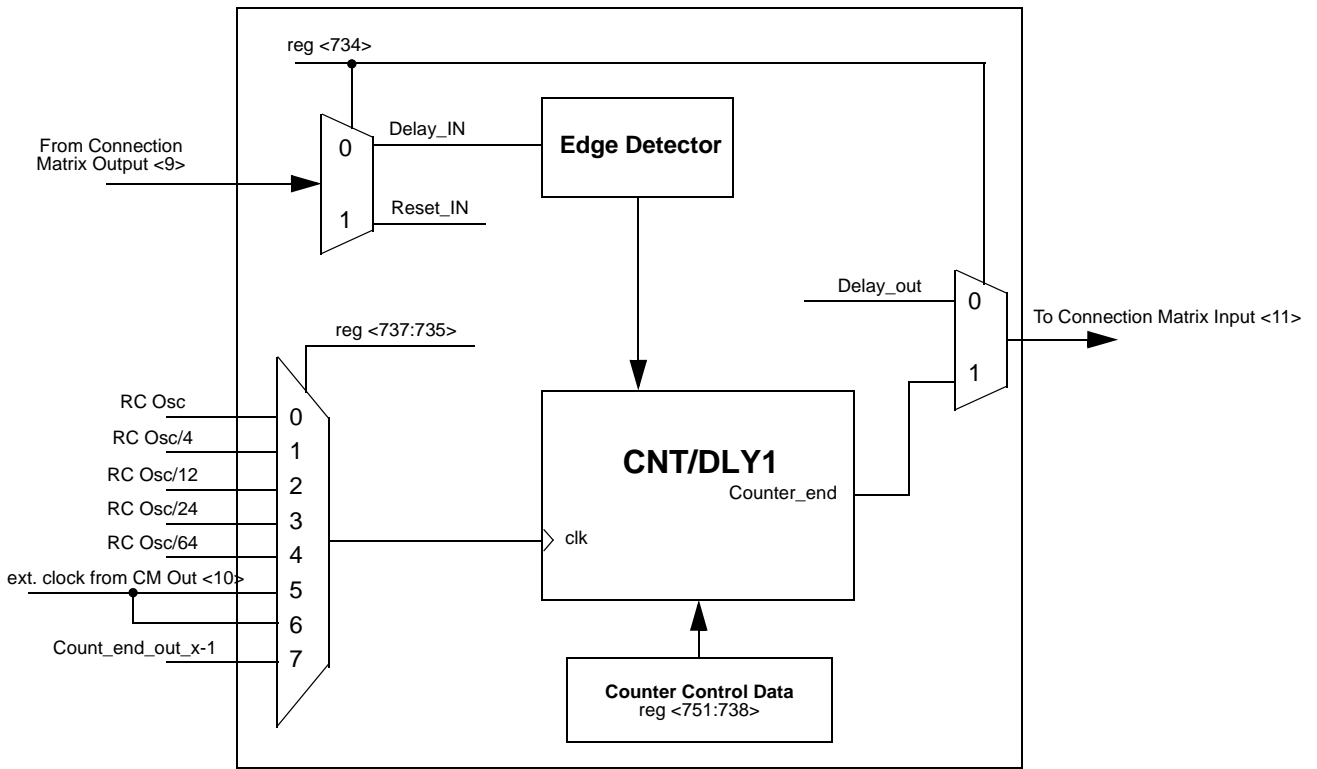 reg <734>
From Connection
Matrix Output <9>
0
1
Delay_IN
Reset_IN
Edge Detector
Delay_out
0
1
To Connection Matrix Input <11>
reg <737:735>
RC Osc
RC Osc/4
RC Osc/12
RC Osc/24
RC Osc/64
ext. clock from CM Out <10>
Count_end_out_x-1
0
1
2
3
4
5
6
7
CNT/DLY1
Counter_end
clk
Counter Control Data
reg <751:738>